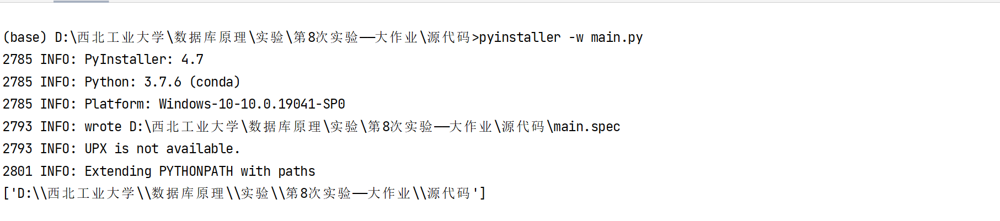 (base) D:\西北工业大学\数据库原理\实验\第8次实验——大作业\源代码>pyinstaller -w main.py
2785 INFO: PyInstaller: 4.7
2785 INFO: Python: 3.7.6 (conda)
2785 INFO: Platform: Windows-10-10.0.19041-SP0
2793 INFO: wrote D:\西北工业大学\数据库原理\实验\第8次实验——大作业\源代码\main.spec
2793 INFO: UPX is not available.
2801 INFO: Extending PYTHONPATH with paths
['D:\\西北工业大学\\数据库原理\\实验\\第8次实验——大作业\\源代码']